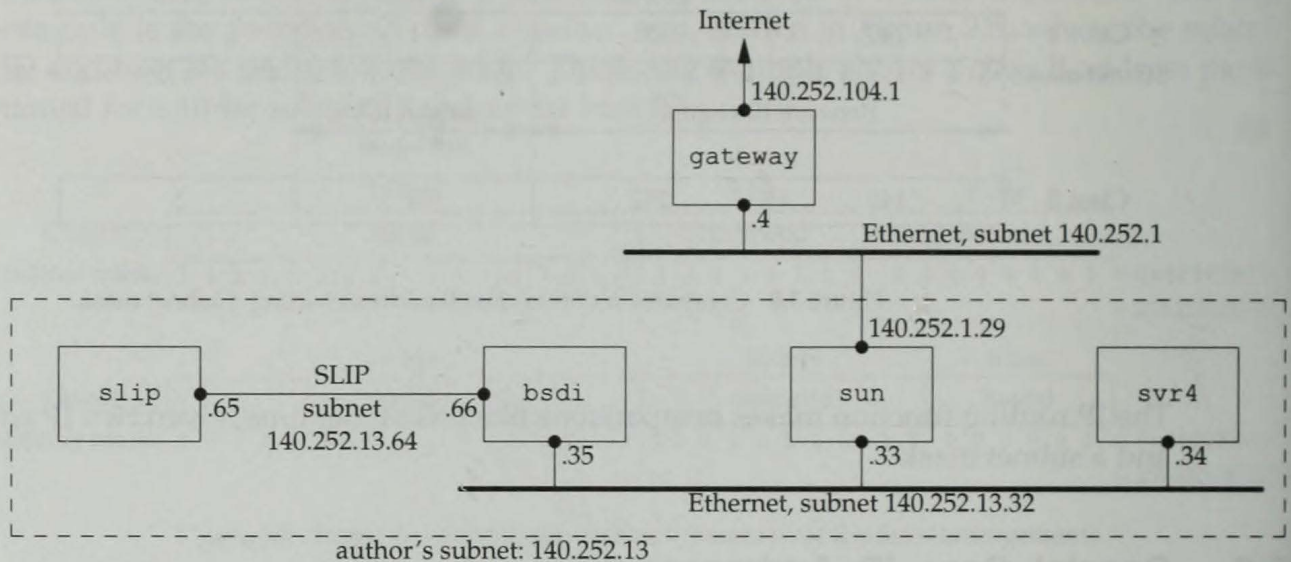 Internet
140.252.104.1
gateway
.4
Ethernet, subnet 140.252.1
140.252.1.29
slip
SLIP
bsdi
sun
svr4
.65
subnet
.66
140.252.13.64
.35
.33
.34
Ethernet, subnet 140.252.13.32
author's subnet: 140.252.13